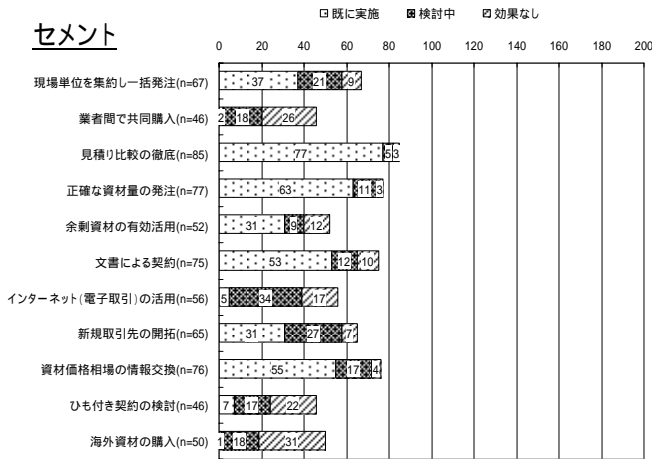 既に実施 検討中 効果なし
セメント
0 20 40 60 80 100 120 140 160 180 200
現場単位を集約し一括発注(n=67) 37 21 9
業者間で共同購入(n=46) 2 18 26
見積り比較の徹底(n=85) 77 5 3
正確な資材量の発注(n=77) 63 11 3
余剰資材の有効活用(n=52) 31 9 12
文書による契約(n=75) 53 12 10
インターネット(電子取引)の活用(n=56) 5 34 17
新規取引先の開拓(n=65) 31 27 7
資材価格相場の情報交換(n=76) 55 17 4
ひも付き契約の検討(n=46) 7 17 22
海外資材の購入(n=50) 1 18 31